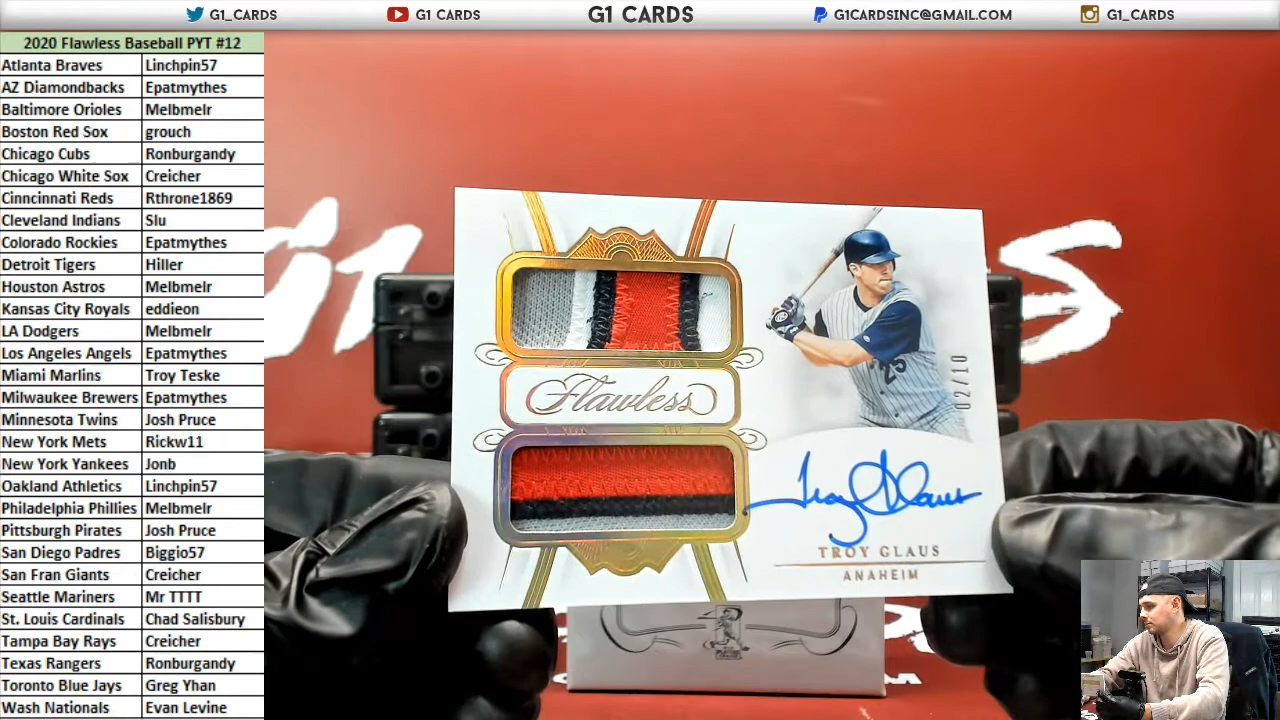 G1_CARDS
G1 CARDS
G1 CARDS
G1CARDSINC@GMAIL.COM
G1_CARDS
2020 Flawless Baseball PYT #12
Atlanta Braves Linchpin57
AZ Diamondbacks Epatmythes
Baltimore Orioles Melbmelr
Boston Red Sox grouch
Chicago Cubs Ronburgandy
Chicago White Sox Creicher
Cinncinnati Reds Rthrone1869
Cleveland Indians Slu
Colorado Rockies Epatmythes
Detroit Tigers Hiller
Houston Astros Melbmelr
Kansas City Royals eddieon
LA Dodgers Melbmelr
Los Angeles Angels Epatmythes
Miami Marlins Troy Teske
Milwaukee Brewers Epatmythes
Minnesota Twins Josh Pruce
New York Mets Rickw11
New York Yankees Jonb
Oakland Athletics Linchpin57
Philadelphia Phillies Melbmelr
Pittsburgh Pirates Josh Pruce
San Diego Padres Biggio57
San Fran Giants Creicher
Seattle Mariners Mr TTTT
St. Louis Cardinals Chad Salisbury
Tampa Bay Rays Creicher
Texas Rangers Ronburgandy
Toronto Blue Jays Greg Yhan
Wash Nationals Evan Levine
Flawless
25
02/10
Troy Glaus
TROY GLAUS
ANAHEIM